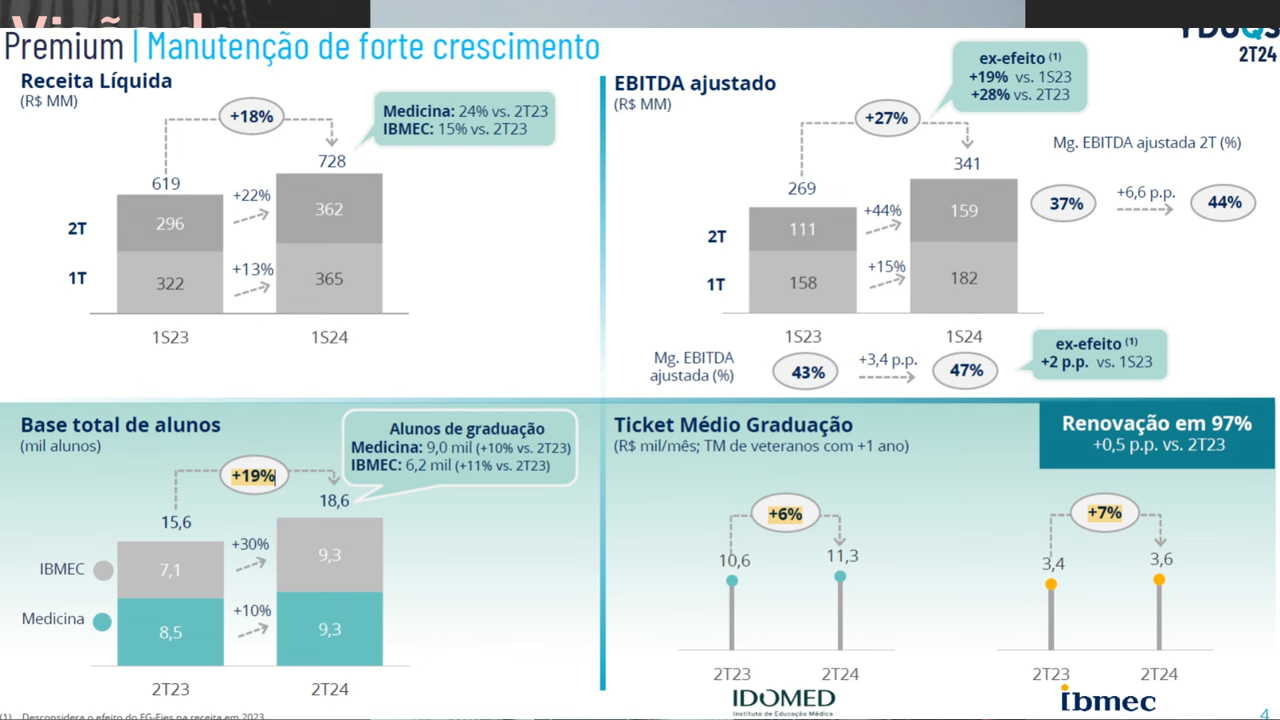 Premium | Manutenção de forte crescimento
YDUQS
2T24
Receita Líquida
(R$ MM)
+18%
Medicina: 24% vs. 2T23
IBMEC: 15% vs. 2T23
619
728
+22%
2T
296
362
+13%
1T
322
365
1S23
1S24
EBITDA ajustado
(R$ MM)
ex-efeito (1)
+19% vs. 1S23
+28% vs. 2T23
+27%
Mg. EBITDA ajustada 2T (%)
37%
+6,6 p.p.
44%
269
341
+44%
2T
111
159
+15%
1T
158
182
1S23
1S24
Mg. EBITDA
ajustada (%)
43%
+3,4 p.p.
47%
ex-efeito (1)
+2 p.p. vs. 1S23
Base total de alunos
(mil alunos)
Alunos de graduação
Medicina: 9,0 mil (+10% vs. 2T23)
IBMEC: 6,2 mil (+11% vs. 2T23)
+19%
15,6
18,6
+30%
IBMEC
7,1
9,3
+10%
Medicina
8,5
9,3
2T23
2T24
Ticket Médio Graduação
(R$ mil/mês; TM de veteranos com +1 ano)
Renovação em 97%
+0,5 p.p. vs. 2T23
+6%
10,6
11,3
2T23
2T24
IDOMED
Instituto de Educação Médica
+7%
3,4
3,6
2T23
2T24
ibmec
(1) Desconsidera o efeito do FG-Fies na receita em 2023
4